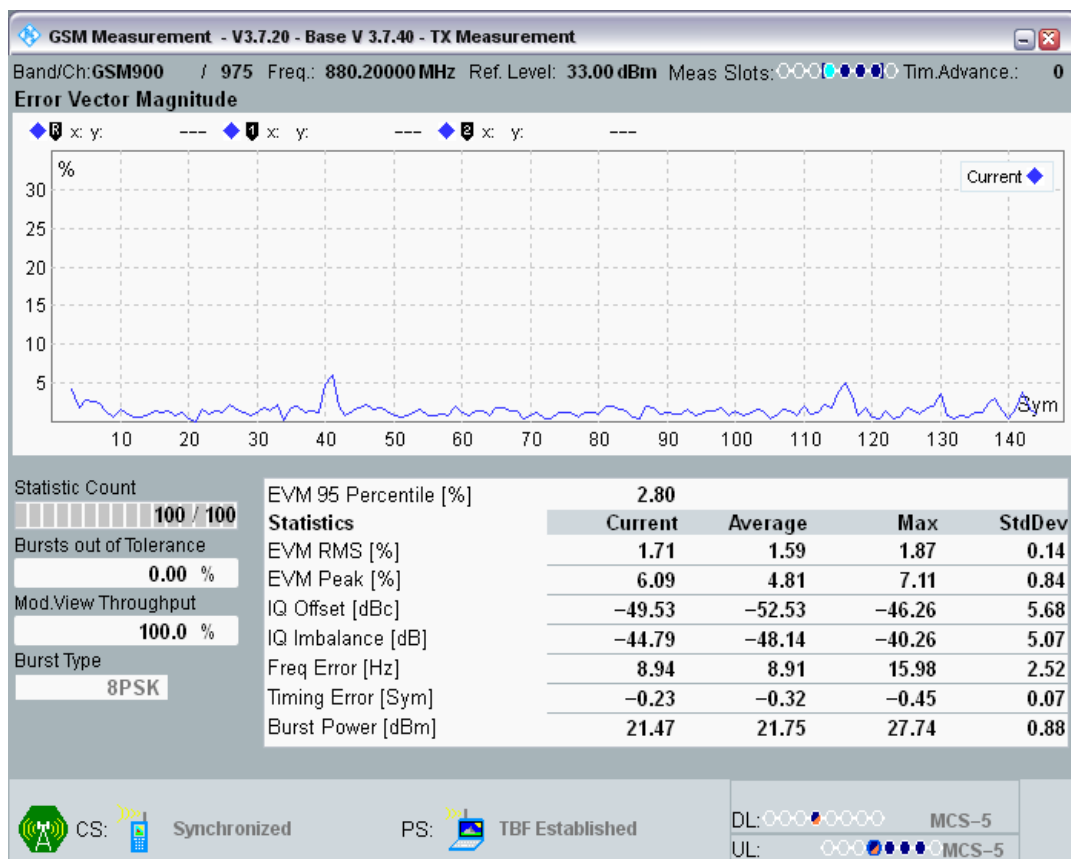 GSM Measurement - V3.7.20 - Base V 3.7.40 - TX Measurement
Band/Ch:GSM900 / 975 Freq.: 880.20000 MHz Ref. Level: 33.00 dBm Meas Slots: Tim.Advance.: 0
Error Vector Magnitude
R x: y: --- 1 x: y: --- 2 x: y: ---
%
Current
30
25
20
15
10
5
Sym
10 20 30 40 50 60 70 80 90 100 110 120 130 140
Statistic Count
100 / 100
Bursts out of Tolerance
0.00 %
Mod.View Throughput
100.0 %
Burst Type
8PSK
EVM 95 Percentile [%] 2.80
Statistics Current Average Max StdDev
EVM RMS [%] 1.71 1.59 1.87 0.14
EVM Peak [%] 6.09 4.81 7.11 0.84
IQ Offset [dBc] −49.53 −52.53 −46.26 5.68
IQ Imbalance [dB] −44.79 −48.14 −40.26 5.07
Freq Error [Hz] 8.94 8.91 15.98 2.52
Timing Error [Sym] −0.23 −0.32 −0.45 0.07
Burst Power [dBm] 21.47 21.75 27.74 0.88
CS: Synchronized PS: TBF Established
DL: MCS−5
UL: MCS−5